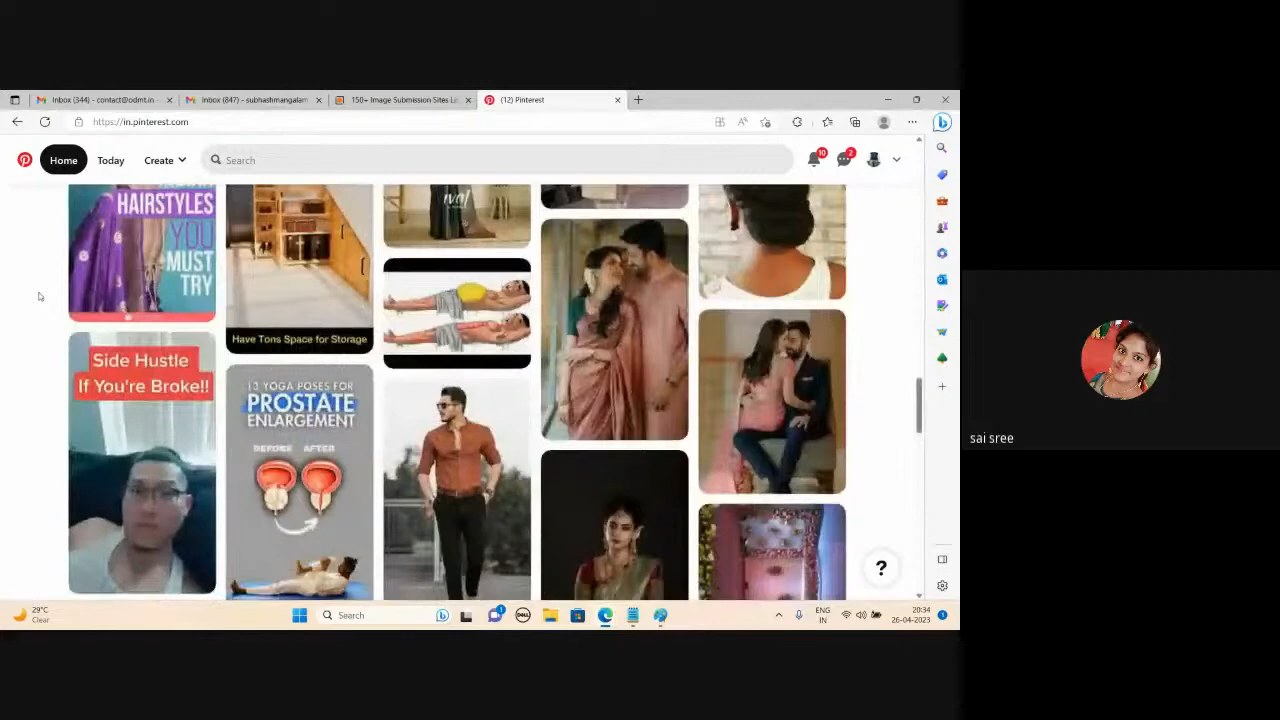 Inbox (344) - contact@odmt.in -
Inbox (847) - subhashmangalam
150+ Image Submission Sites Li
(12) Pinterest
https://in.pinterest.com
Home
Today
Create
Search
10
2
HAIRSTYLES
YOU
MUST
TRY
Have Tons Space for Storage
Side Hustle
If You're Broke!!
13 YOGA POSES FOR
PROSTATE
ENLARGEMENT
BEFORE AFTER
?
sai sree
29°C
Clear
Search
1
DELL
ENG
IN
20:34
26-04-2023
1